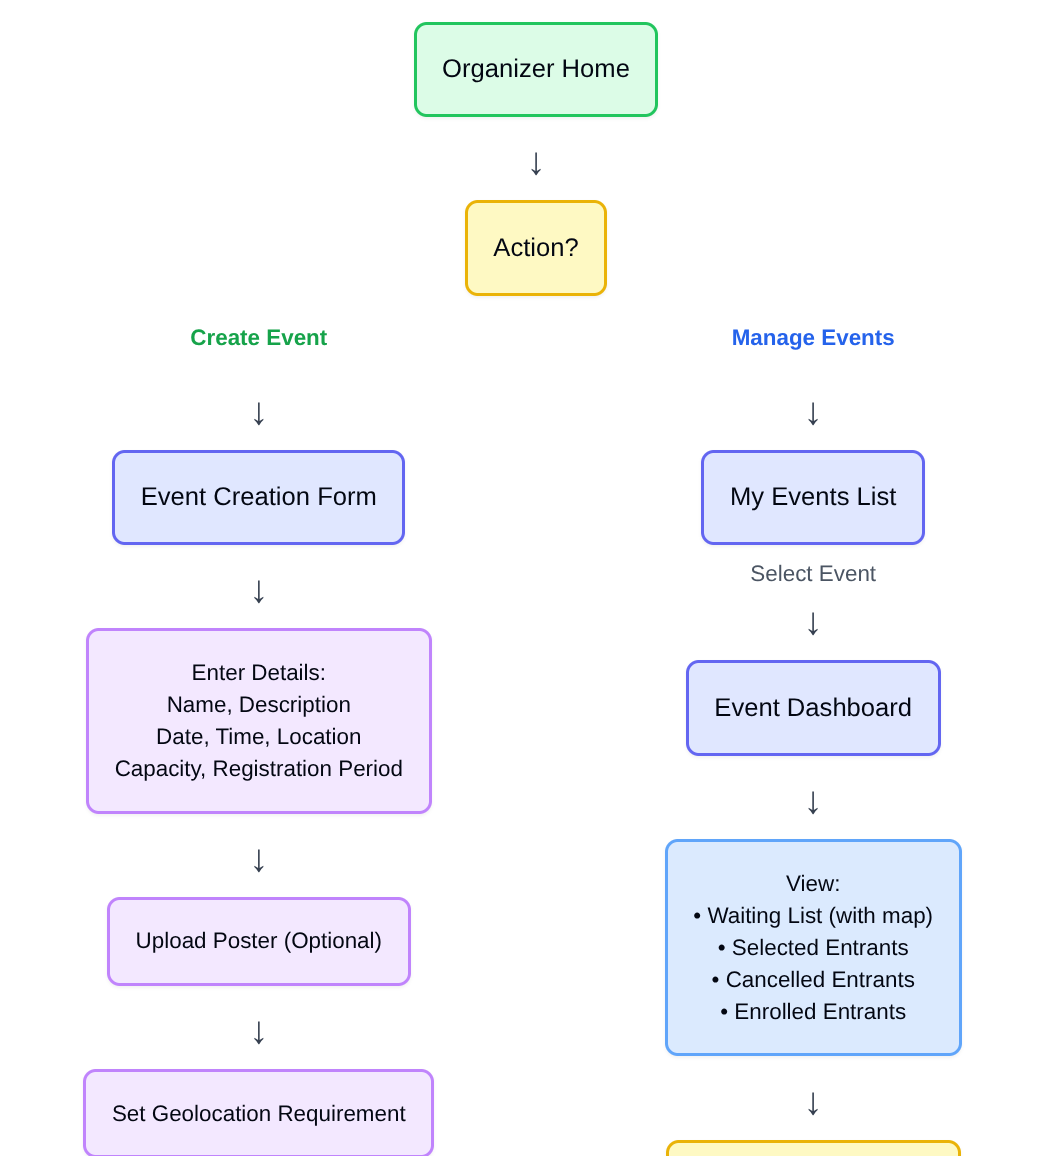 Organizer Home
↓
Action?
Create Event
↓
Event Creation Form
↓
Enter Details:
Name, Description
Date, Time, Location
Capacity, Registration Period
↓
Upload Poster (Optional)
↓
Set Geolocation Requirement
Manage Events
↓
My Events List
Select Event
↓
Event Dashboard
↓
View:
• Waiting List (with map)
• Selected Entrants
• Cancelled Entrants
• Enrolled Entrants
↓